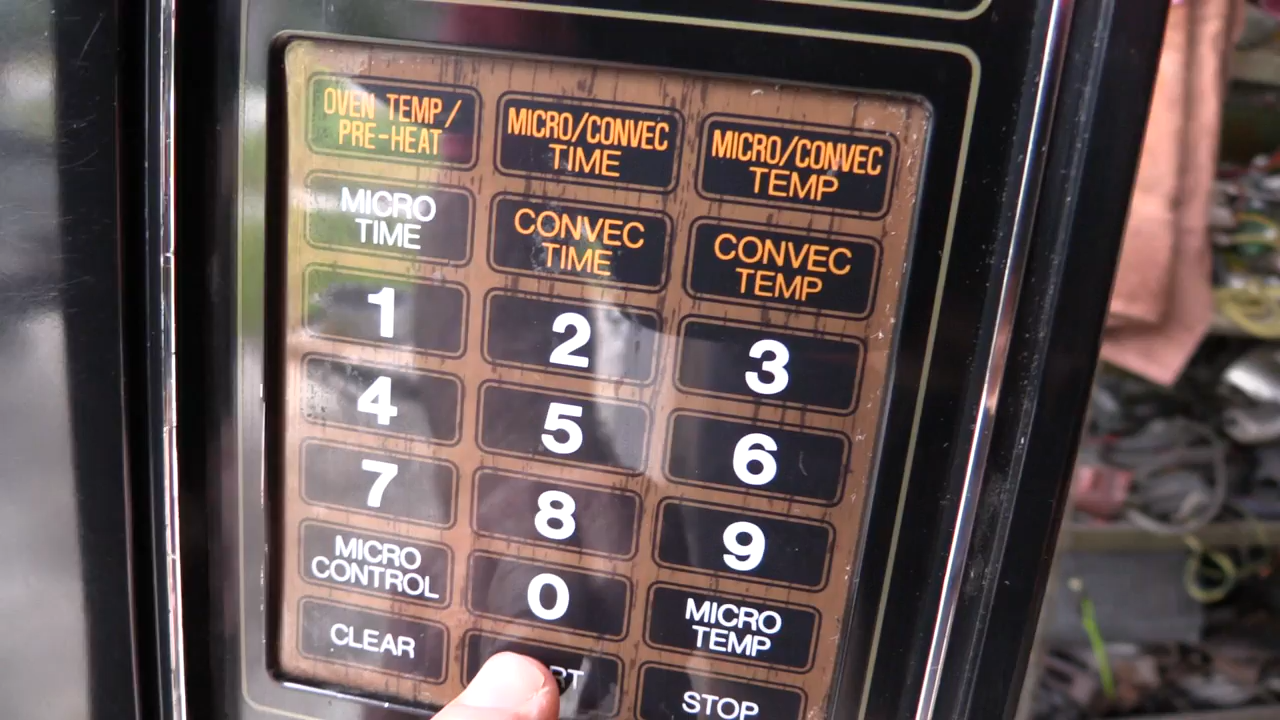 OVEN TEMP/
PRE-HEAT
MICRO/CONVEC
TIME
MICRO/CONVEC
TEMP
MICRO
TIME
CONVEC
TIME
CONVEC
TEMP
1
2
3
4
5
6
7
8
9
MICRO
CONTROL
0
MICRO
TEMP
CLEAR
STOP